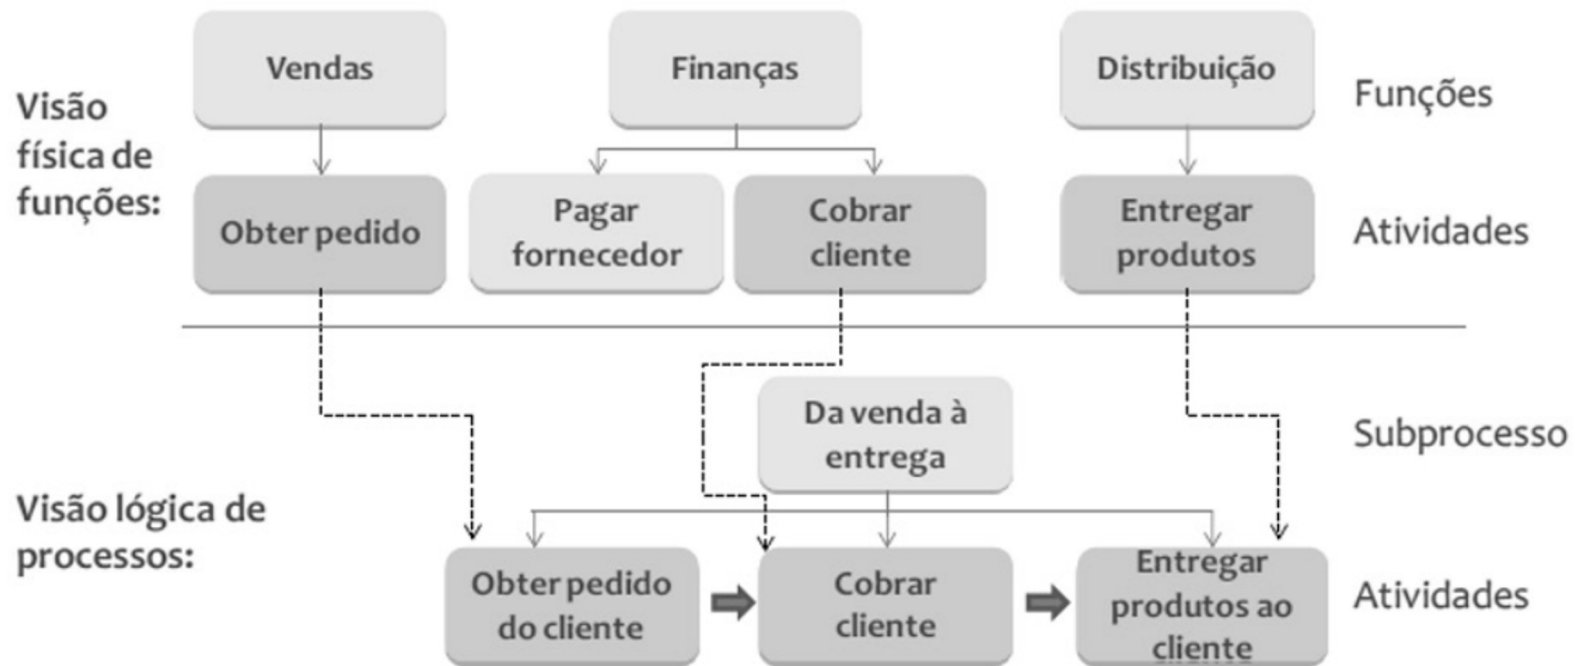 Vendas
Finanças
Distribuição
Funções
Visão
física de
funções:
Obter pedido
Pagar
fornecedor
Cobrar
cliente
Entregar
produtos
Atividades
Da venda à
entrega
Subprocesso
Visão lógica de
processos:
Obter pedido
do cliente
Cobrar
cliente
Entregar
produtos ao
cliente
Atividades